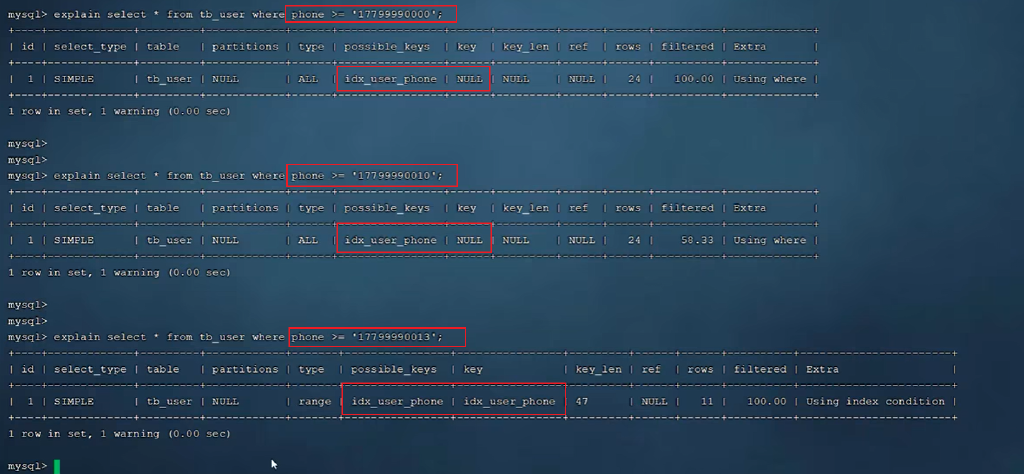 mysql> explain select * from tb_user where phone >= '17799990000';
+----+-------------+---------+------------+------+----------------+------+---------+------+------+----------+-------------+
| id | select_type | table | partitions | type | possible_keys | key | key_len | ref | rows | filtered | Extra |
+----+-------------+---------+------------+------+----------------+------+---------+------+------+----------+-------------+
| 1 | SIMPLE | tb_user | NULL | ALL | idx_user_phone | NULL | NULL | NULL | 24 | 100.00 | Using where |
+----+-------------+---------+------------+------+----------------+------+---------+------+------+----------+-------------+
1 row in set, 1 warning (0.00 sec)
mysql>
mysql>
mysql> explain select * from tb_user where phone >= '17799990010';
+----+-------------+---------+------------+------+----------------+------+---------+------+------+----------+-------------+
| id | select_type | table | partitions | type | possible_keys | key | key_len | ref | rows | filtered | Extra |
+----+-------------+---------+------------+------+----------------+------+---------+------+------+----------+-------------+
| 1 | SIMPLE | tb_user | NULL | ALL | idx_user_phone | NULL | NULL | NULL | 24 | 58.33 | Using where |
+----+-------------+---------+------------+------+----------------+------+---------+------+------+----------+-------------+
1 row in set, 1 warning (0.00 sec)
mysql>
mysql>
mysql> explain select * from tb_user where phone >= '17799990013';
+----+-------------+---------+------------+-------+----------------+----------------+---------+------+------+----------+-----------------------+
| id | select_type | table | partitions | type | possible_keys | key | key_len | ref | rows | filtered | Extra |
+----+-------------+---------+------------+-------+----------------+----------------+---------+------+------+----------+-----------------------+
| 1 | SIMPLE | tb_user | NULL | range | idx_user_phone | idx_user_phone | 47 | NULL | 11 | 100.00 | Using index condition |
+----+-------------+---------+------------+-------+----------------+----------------+---------+------+------+----------+-----------------------+
1 row in set, 1 warning (0.00 sec)
mysql>